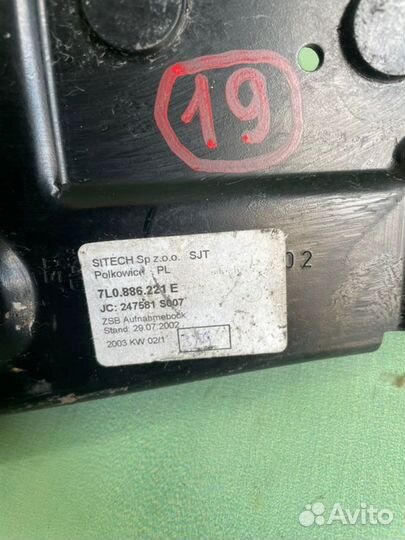 19
SITECH Sp z.o.o. SJT
Polkowice, PL
02
7L0.886.221 E
JC: 247581 S007
ZSB Aufnahmebock
Stand: 29.07.2002
2003 KW 02/1
Avito